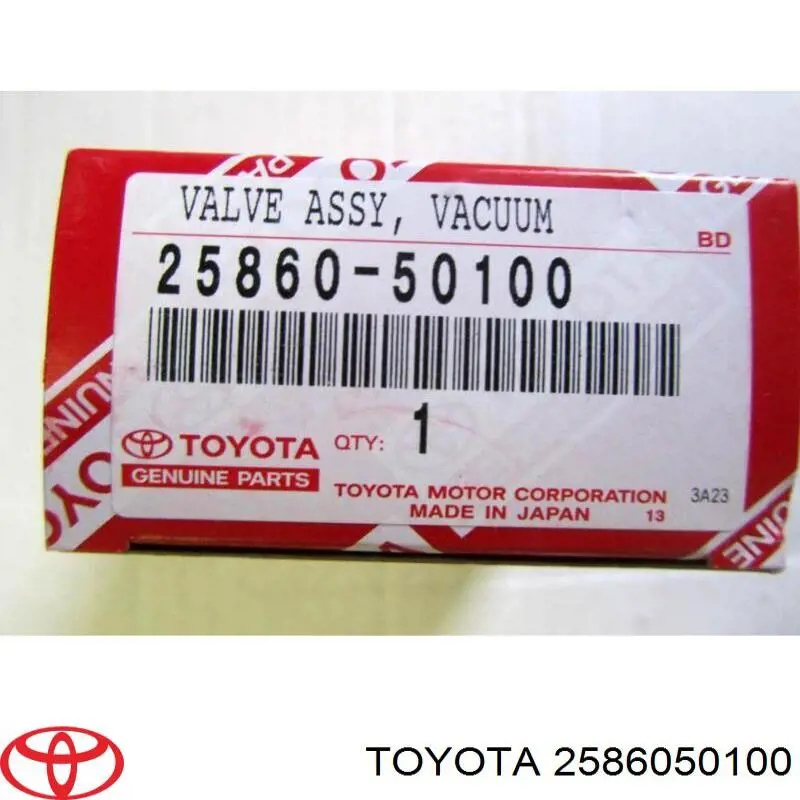 VALVE ASSY, VACUUM
BD
25860-50100
TOYOTA QTY: 1
GENUINE PARTS
TOYOTA MOTOR CORPORATION 3A23
MADE IN JAPAN 13
TOYOTA 2586050100